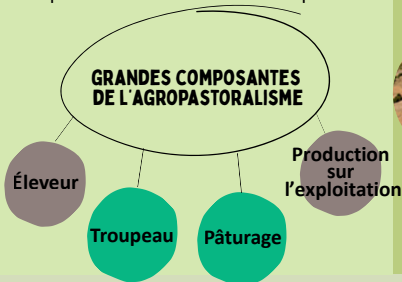 GRANDES COMPOSANTES
DE L'AGROPASTORALISME
Éleveur
Troupeau
Pâturage
Production
sur
l'exploitation